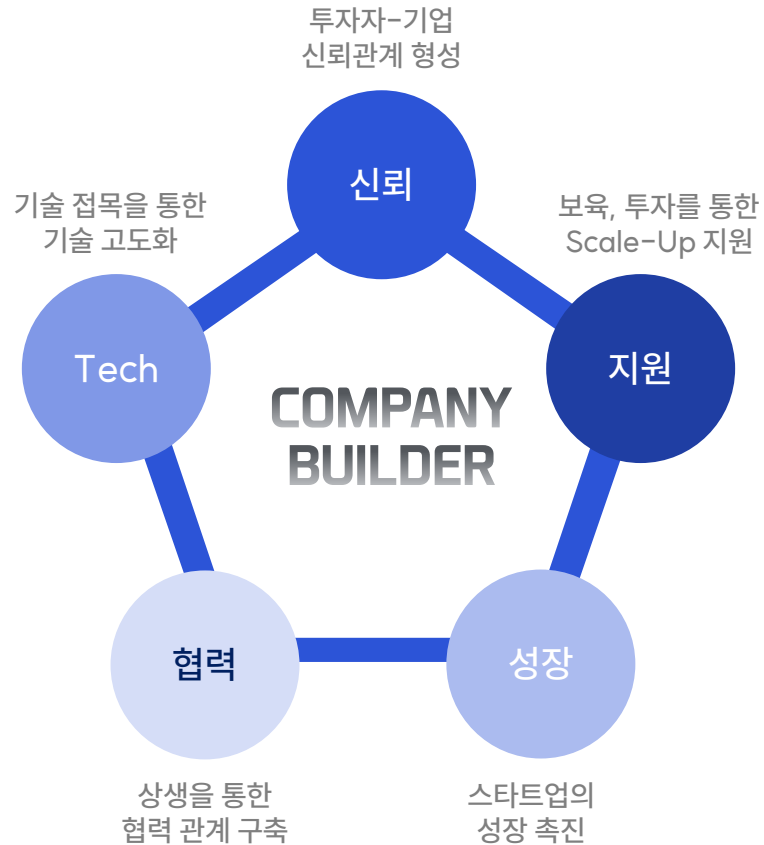 투자자-기업
신뢰관계 형성
신뢰
기술 접목을 통한
기술 고도화
Tech
보육, 투자를 통한
Scale-Up 지원
지원
COMPANY
BUILDER
협력
상생을 통한
협력 관계 구축
성장
스타트업의
성장 촉진